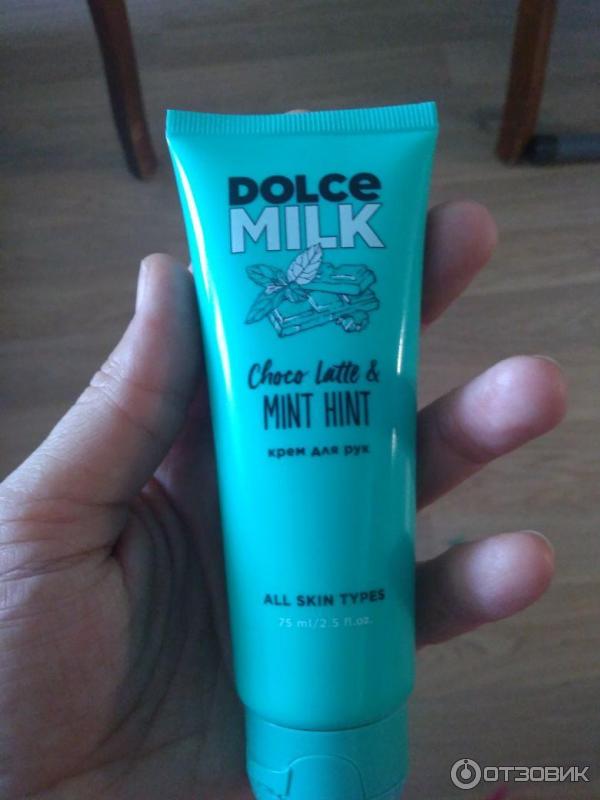 DOLCE
MILK
Choco Latte &
MINT HINT
крем для рук
ALL SKIN TYPES
75 ml/2.5 fl.oz.
ОТЗОВИК